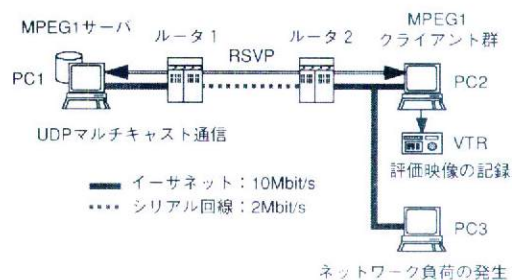 MPEG1サーバ
ルータ1
ルータ2
MPEG1
クライアント群
RSVP
PC1
PC2
UDPマルチキャスト通信
VTR
評価映像の記録
イーサネット:10Mbit/s
シリアル回線:2Mbit/s
PC3
ネットワーク負荷の発生